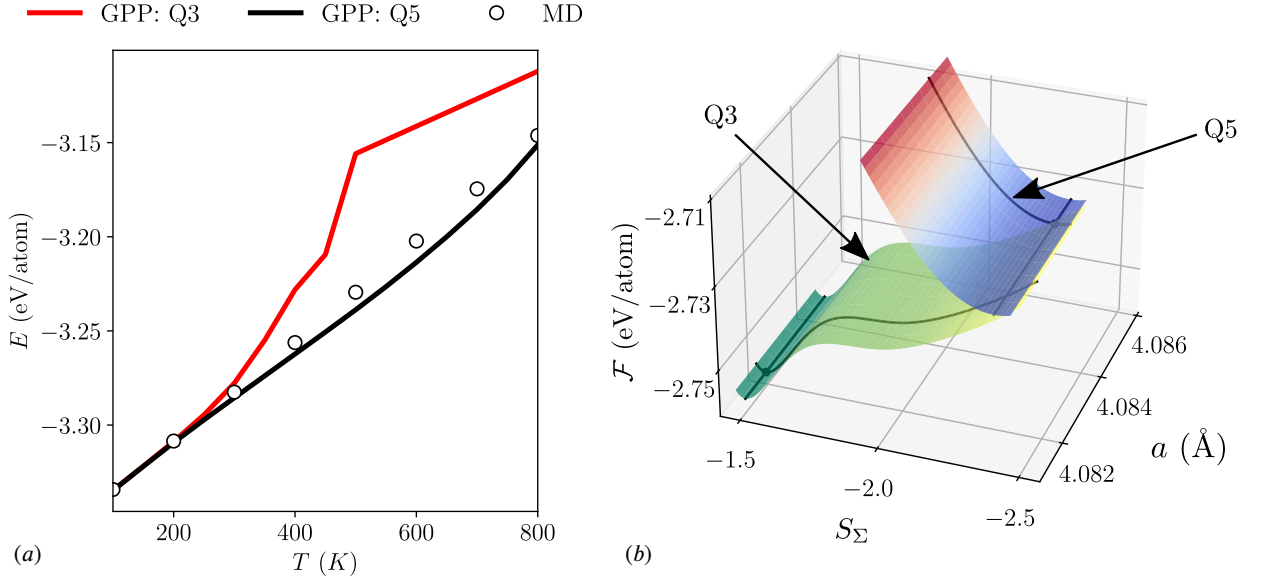 GPP: Q3 GPP: Q5 MD
E (eV/atom)
−3.15
−3.20
−3.25
−3.30
200 400 600 800
T (K)
(a)
Q3
Q5
ℱ (eV/atom)
−2.71
−2.73
−2.75
−1.5
−2.0
−2.5
S_Σ
4.086
4.084
4.082
a (Å)
(b)